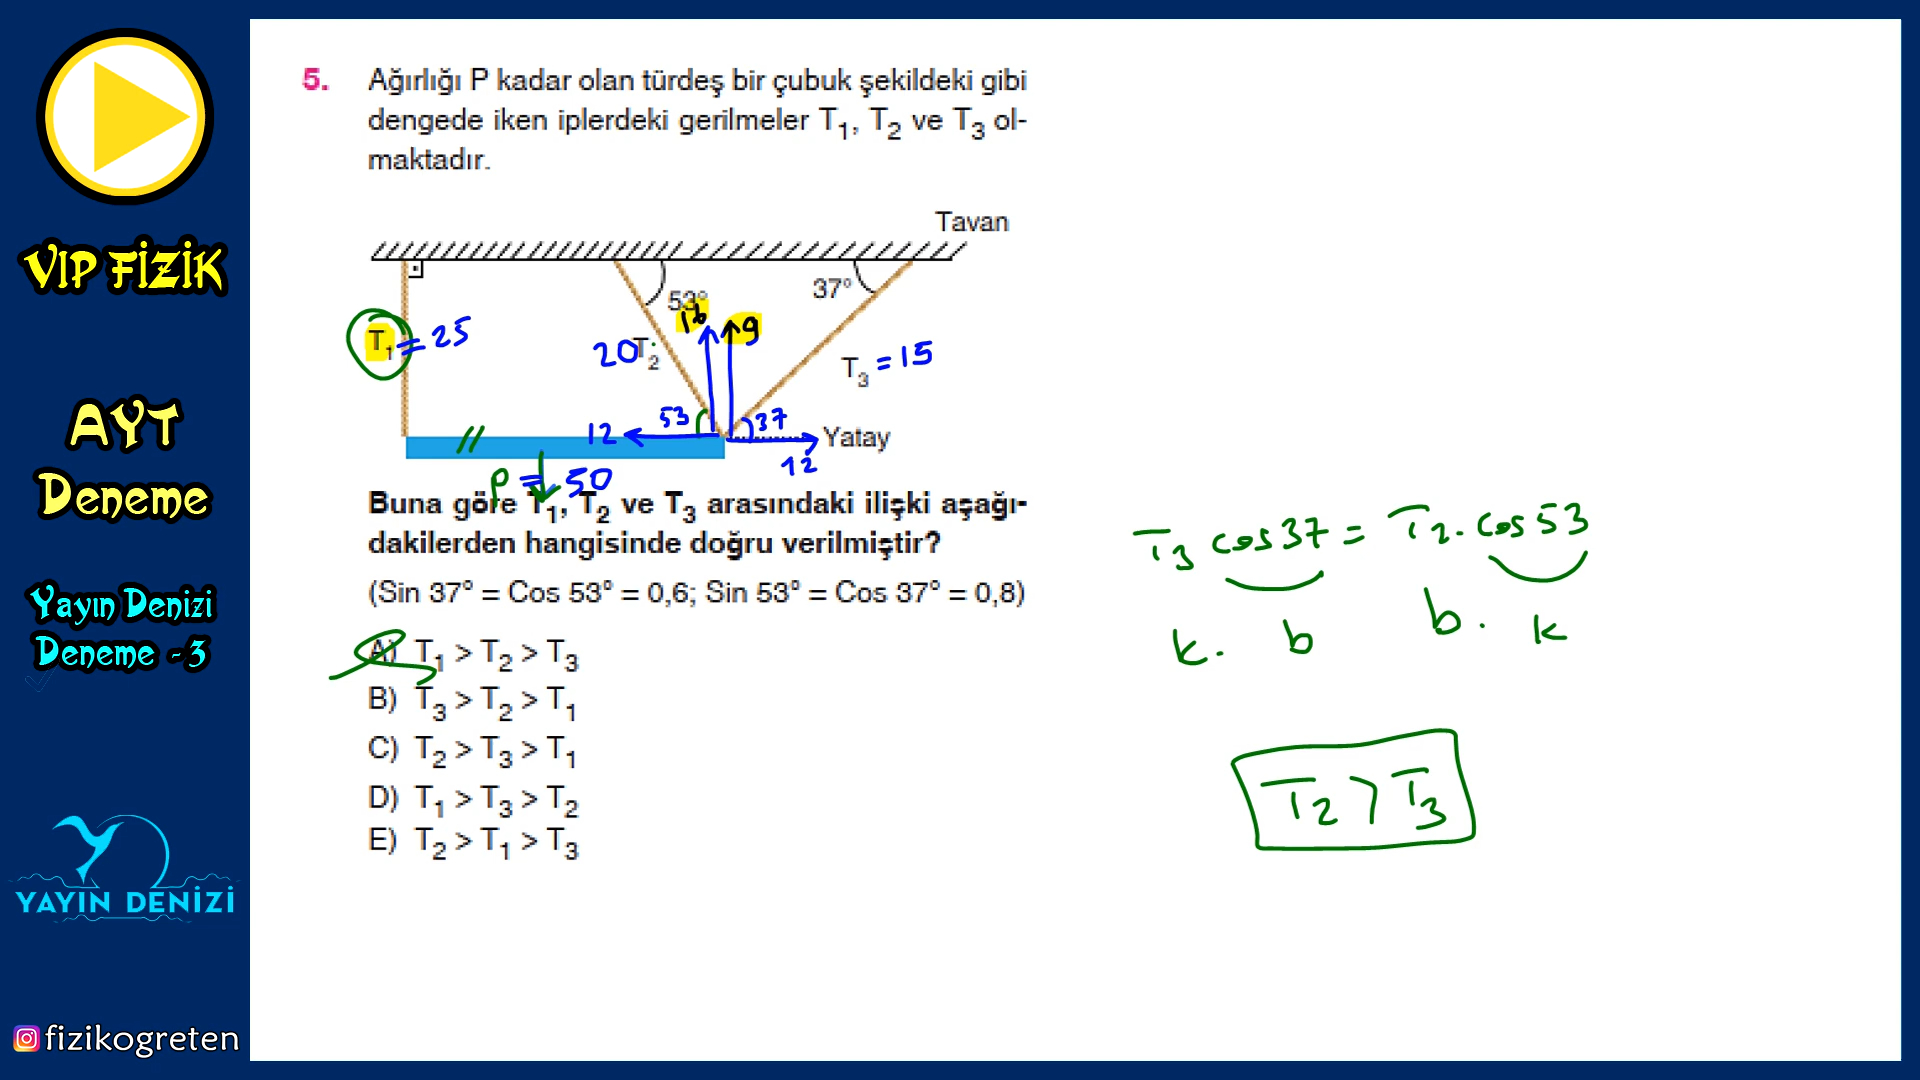 VIP FİZİK
AYT
Deneme
Yayın Denizi
Deneme - 3
YAYIN DENİZİ
fizikogreten
5. Ağırlığı P kadar olan türdeş bir çubuk şekildeki gibi
dengede iken iplerdeki gerilmeler T₁, T₂ ve T₃ ol-
maktadır.
Tavan
53°
37°
16
9
T₁ = 25
20 T₂
T₃ = 15
53
37
12
Yatay
12
P = 50
Buna göre T₁, T₂ ve T₃ arasındaki ilişki aşağı-
dakilerden hangisinde doğru verilmiştir?
(Sin 37° = Cos 53° = 0,6; Sin 53° = Cos 37° = 0,8)
A) T₁ > T₂ > T₃
B) T₃ > T₂ > T₁
C) T₂ > T₃ > T₁
D) T₁ > T₃ > T₂
E) T₂ > T₁ > T₃
T₃ cos37 = T₂. cos53
k. b b. k
T₂ > T₃